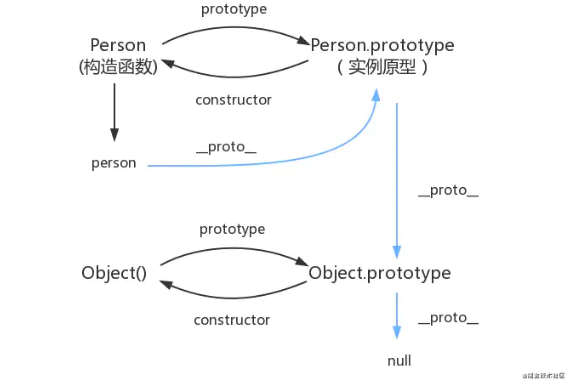 prototype
Person
(构造函数)
Person.prototype
(实例原型)
constructor
person
__proto__
__proto__
prototype
Object()
Object.prototype
constructor
__proto__
null
@稀土掘金技术社区